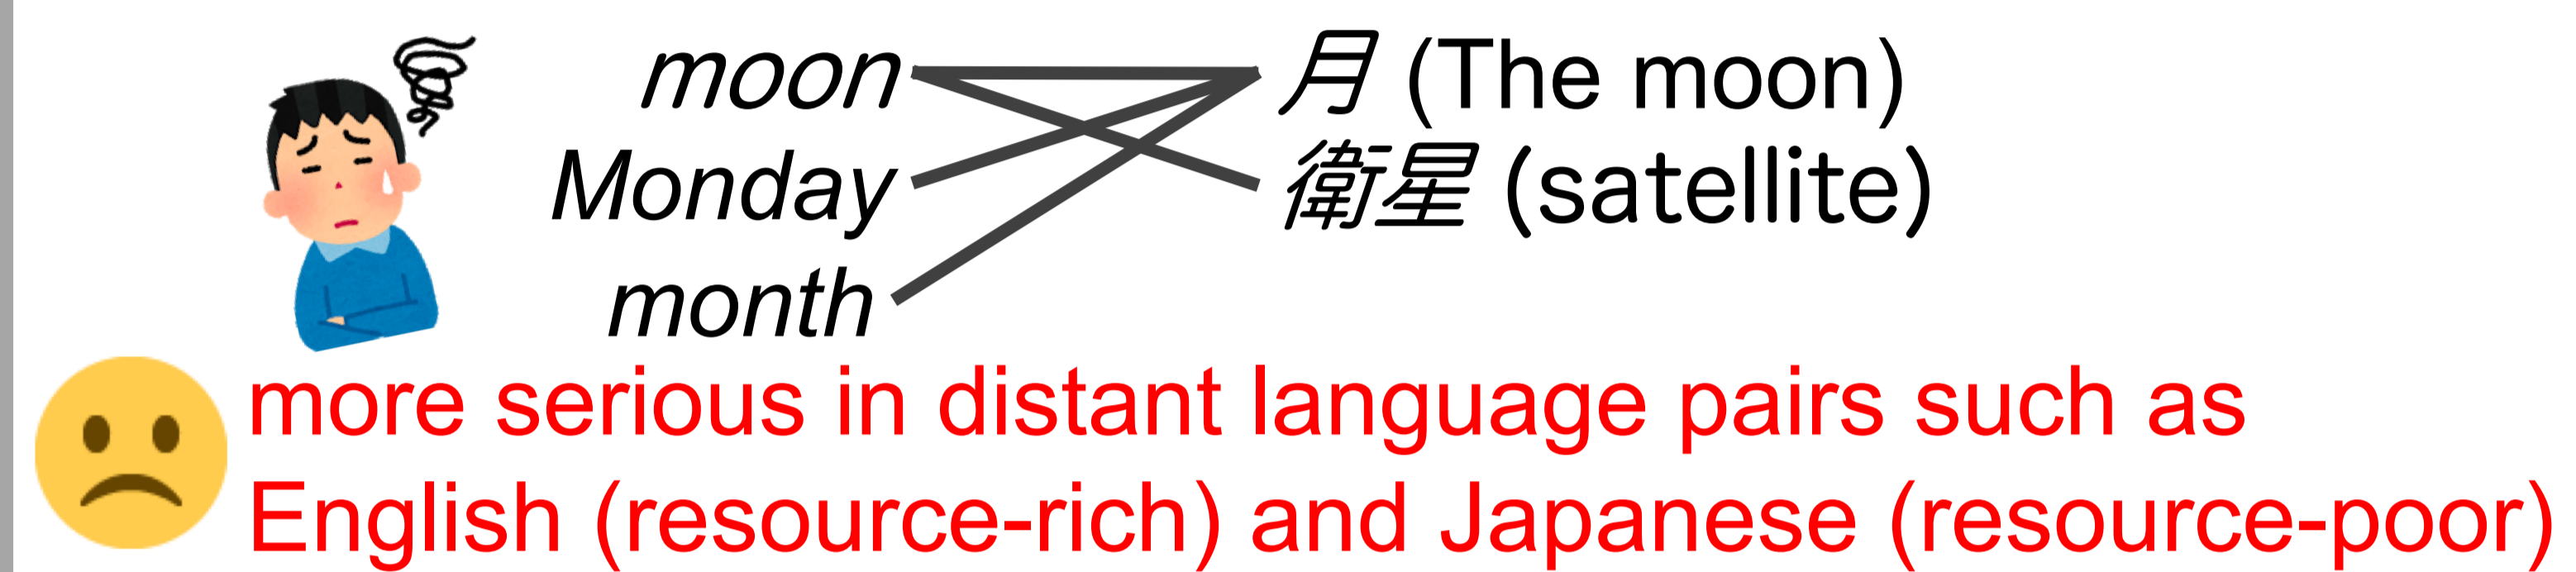 moon 月 (The moon)
Monday 衛星 (satellite)
month
more serious in distant language pairs such as
English (resource-rich) and Japanese (resource-poor)